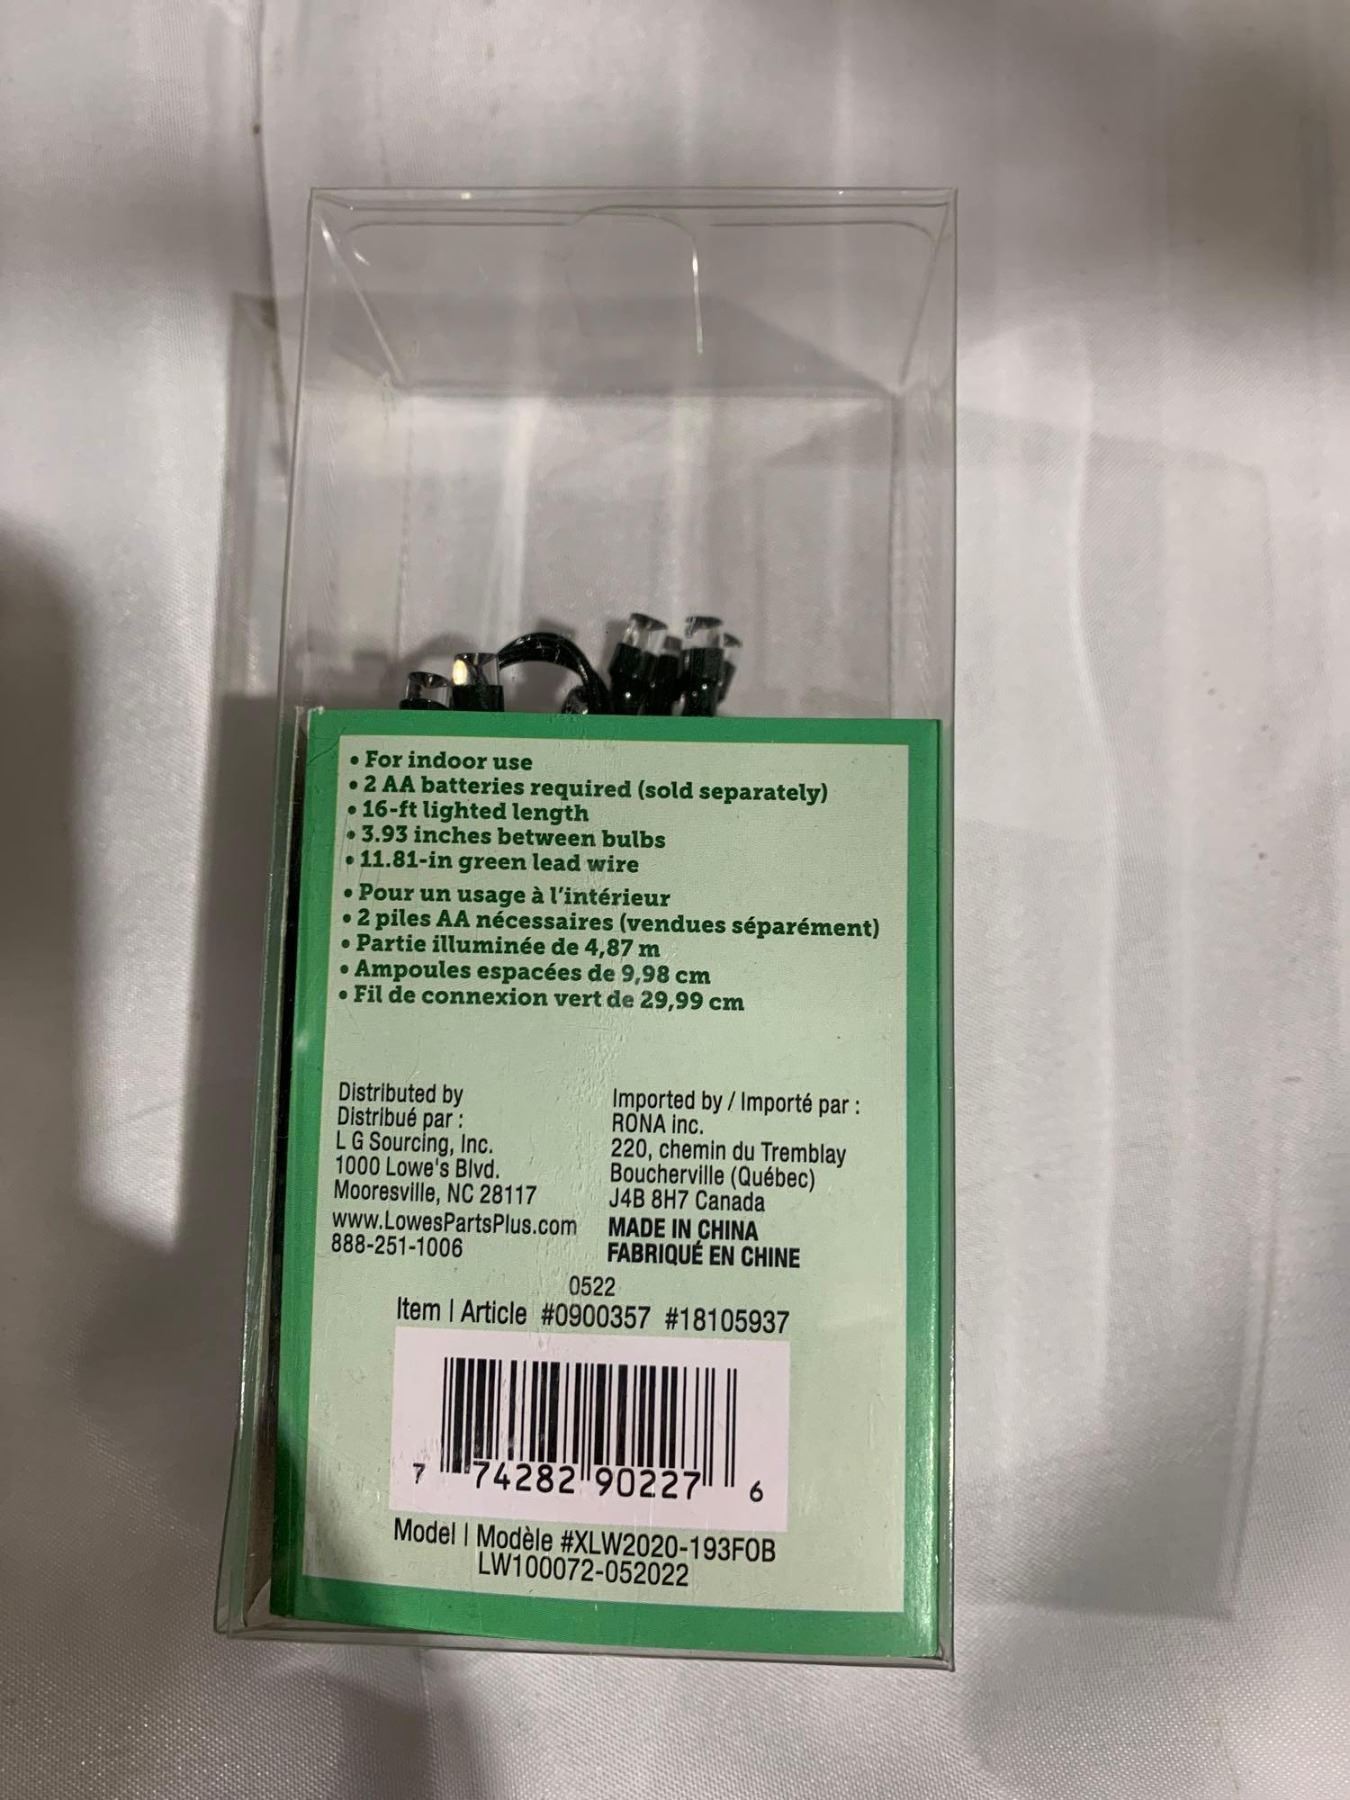 • For indoor use
• 2 AA batteries required (sold separately)
• 16-ft lighted length
• 3.93 inches between bulbs
• 11.81-in green lead wire
• Pour un usage à l'intérieur
• 2 piles AA nécessaires (vendues séparément)
• Partie illuminée de 4,87 m
• Ampoules espacées de 9,98 cm
• Fil de connexion vert de 29,99 cm
Distributed by
Distribué par :
L G Sourcing, Inc.
1000 Lowe's Blvd.
Mooresville, NC 28117
www.LowesPartsPlus.com
888-251-1006
Imported by / Importé par :
RONA inc.
220, chemin du Tremblay
Boucherville (Québec)
J4B 8H7 Canada
MADE IN CHINA
FABRIQUÉ EN CHINE
0522
Item | Article #0900357 #18105937
7 74282 90227 6
Model | Modèle #XLW2020-193FOB
LW100072-052022